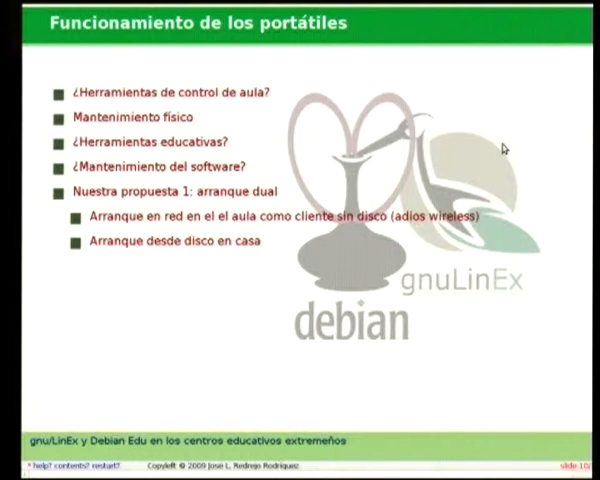 Funcionamiento de los portátiles
¿Herramientas de control de aula?
Mantenimiento físico
¿Herramientas educativas?
¿Mantenimiento del software?
Nuestra propuesta 1: arranque dual
Arranque en red en el el aula como cliente sin disco (adios wireless)
Arranque desde disco en casa
gnuLinEx
debian
gnu/LinEx y Debian Edu en los centros educativos extremeños
help? contents? restart?
Copyleft © 2009 José L. Redrejo Rodríguez
slide 10/